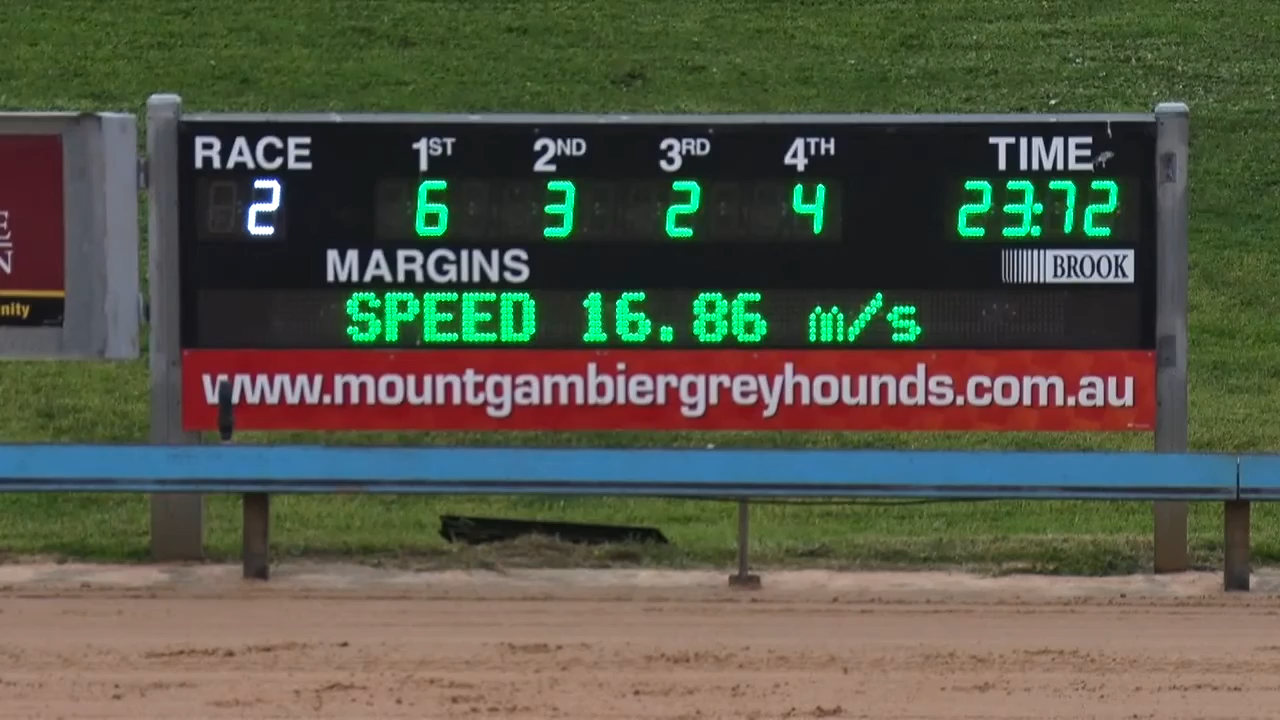 RACE 1ST 2ND 3RD 4TH TIME
2 6 3 2 4 23:72
MARGINS BROOK
SPEED 16.86 m/s
www.mountgambiergreyhounds.com.au
E
N
nity